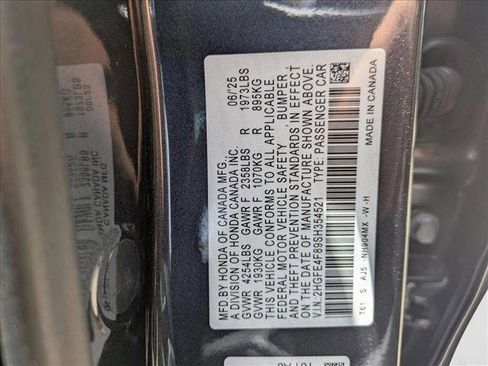 MFD. BY HONDA OF CANADA MFG. 06/25
A DIVISION OF HONDA CANADA INC.
GVWR 4254LBS GAWR F 2358LBS R 1973LBS
GVWR 1930KG GAWR F 1070KG R 895KG
THIS VEHICLE CONFORMS TO ALL APPLICABLE
FEDERAL MOTOR VEHICLE SAFETY BUMPER
AND THEFT PREVENTION STANDARDS IN EFFECT
ON THE DATE OF MANUFACTURE SHOWN ABOVE.
V.I.N: 2HGFE4F89SH354521 TYPE: PASSENGER CAR
T61 S AJ5 -W -H
MADE IN CANADA